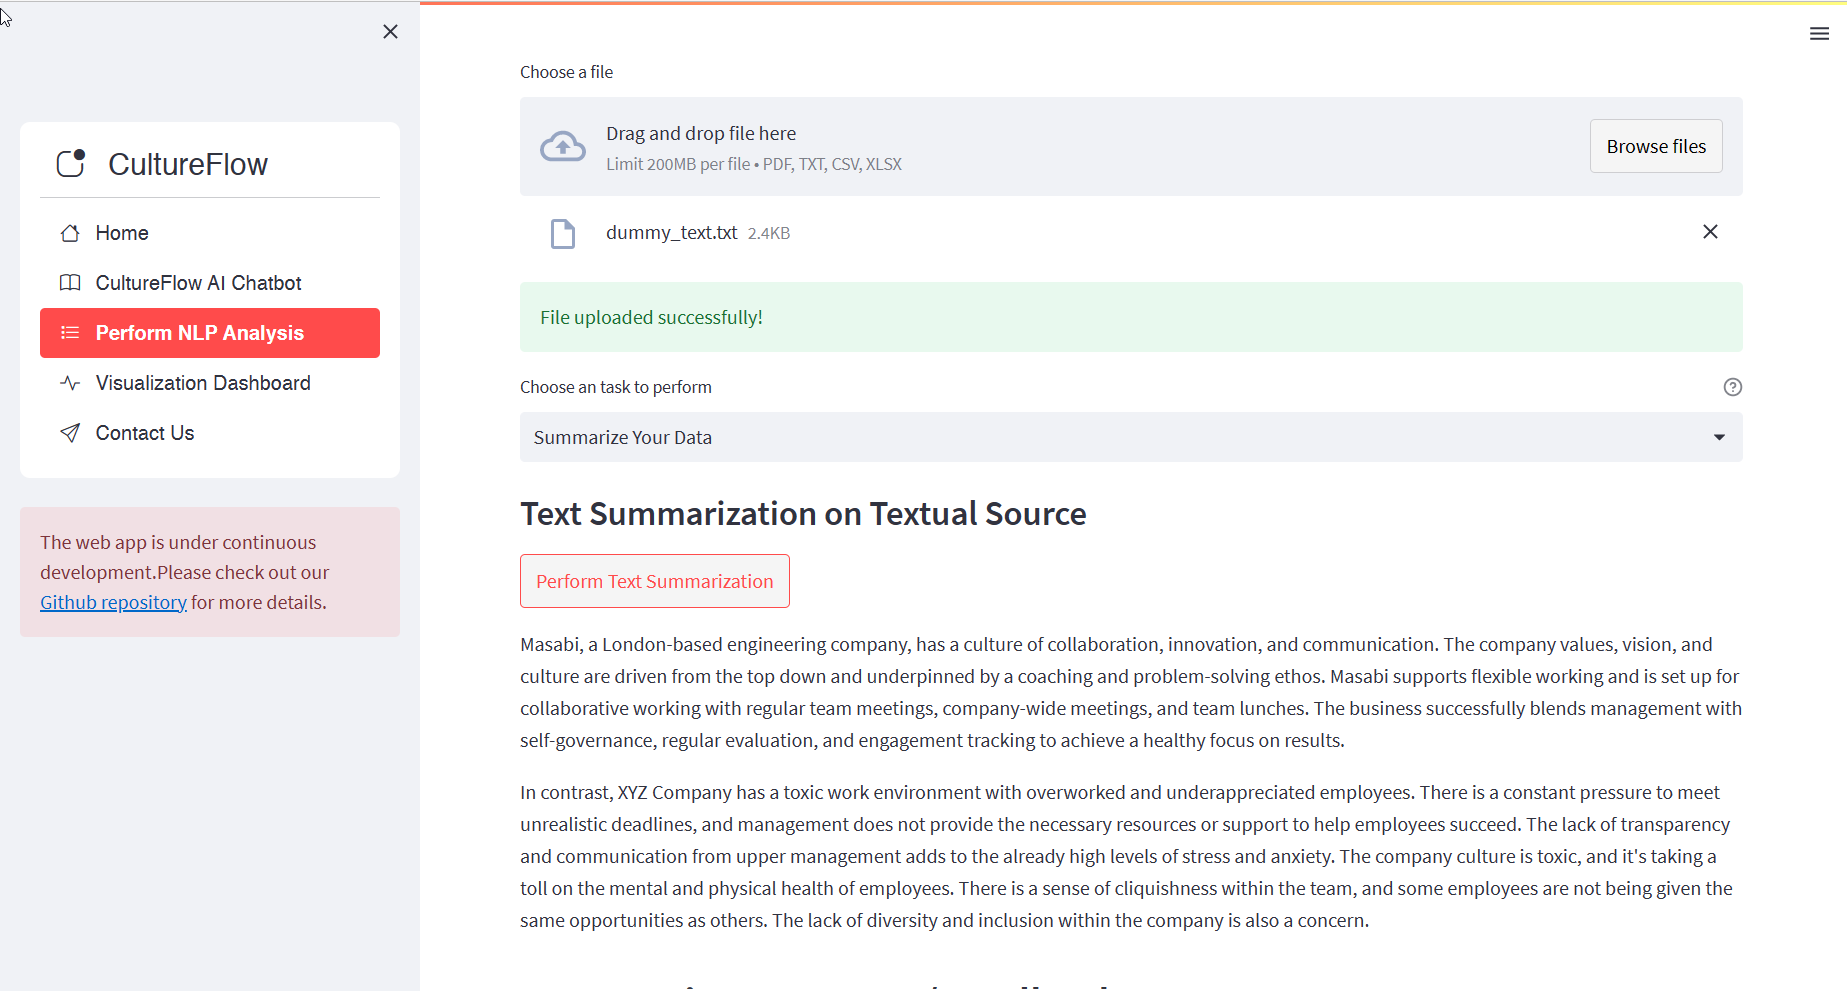 CultureFlow
Home
CultureFlow AI Chatbot
Perform NLP Analysis
Visualization Dashboard
Contact Us
The web app is under continuous
development.Please check out our
Github repository for more details.
Choose a file
Drag and drop file here
Limit 200MB per file • PDF, TXT, CSV, XLSX
Browse files
dummy_text.txt 2.4KB
File uploaded successfully!
Choose an task to perform
Summarize Your Data
Text Summarization on Textual Source
Perform Text Summarization
Masabi, a London-based engineering company, has a culture of collaboration, innovation, and communication. The company values, vision, and
culture are driven from the top down and underpinned by a coaching and problem-solving ethos. Masabi supports flexible working and is set up for
collaborative working with regular team meetings, company-wide meetings, and team lunches. The business successfully blends management with
self-governance, regular evaluation, and engagement tracking to achieve a healthy focus on results.
In contrast, XYZ Company has a toxic work environment with overworked and underappreciated employees. There is a constant pressure to meet
unrealistic deadlines, and management does not provide the necessary resources or support to help employees succeed. The lack of transparency
and communication from upper management adds to the already high levels of stress and anxiety. The company culture is toxic, and it's taking a
toll on the mental and physical health of employees. There is a sense of cliquishness within the team, and some employees are not being given the
same opportunities as others. The lack of diversity and inclusion within the company is also a concern.